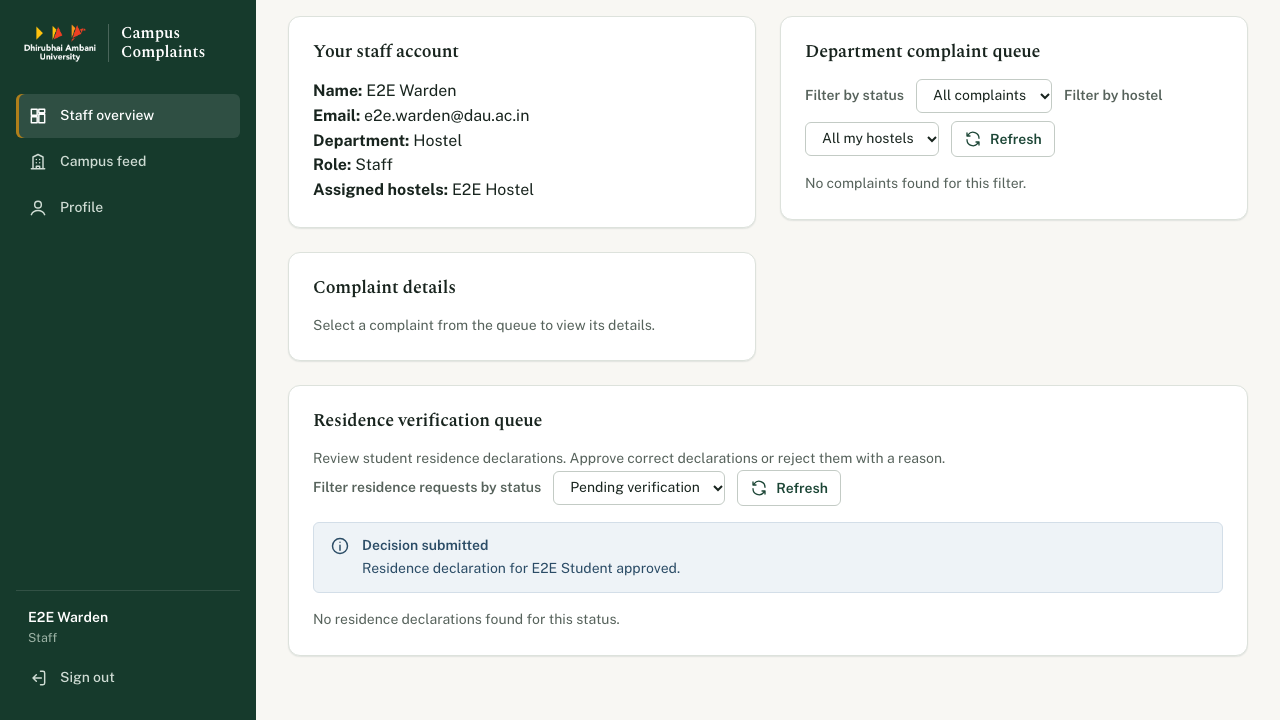 Dhirubhai Ambani
University
Campus
Complaints
Staff overview
Campus feed
Profile
E2E Warden
Staff
Sign out
Your staff account
Name: E2E Warden
Email: e2e.warden@dau.ac.in
Department: Hostel
Role: Staff
Assigned hostels: E2E Hostel
Department complaint queue
Filter by status All complaints Filter by hostel
All my hostels Refresh
No complaints found for this filter.
Complaint details
Select a complaint from the queue to view its details.
Residence verification queue
Review student residence declarations. Approve correct declarations or reject them with a reason.
Filter residence requests by status Pending verification Refresh
Decision submitted
Residence declaration for E2E Student approved.
No residence declarations found for this status.